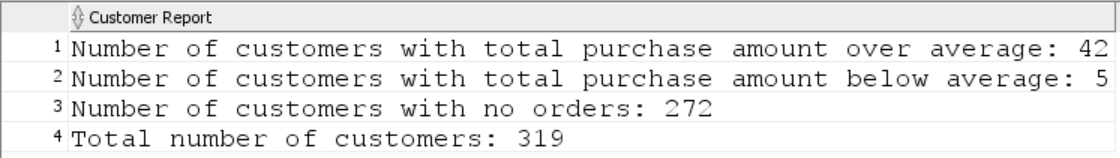 Customer Report
1 Number of customers with total purchase amount over average: 42
2 Number of customers with total purchase amount below average: 5
3 Number of customers with no orders: 272
4 Total number of customers: 319